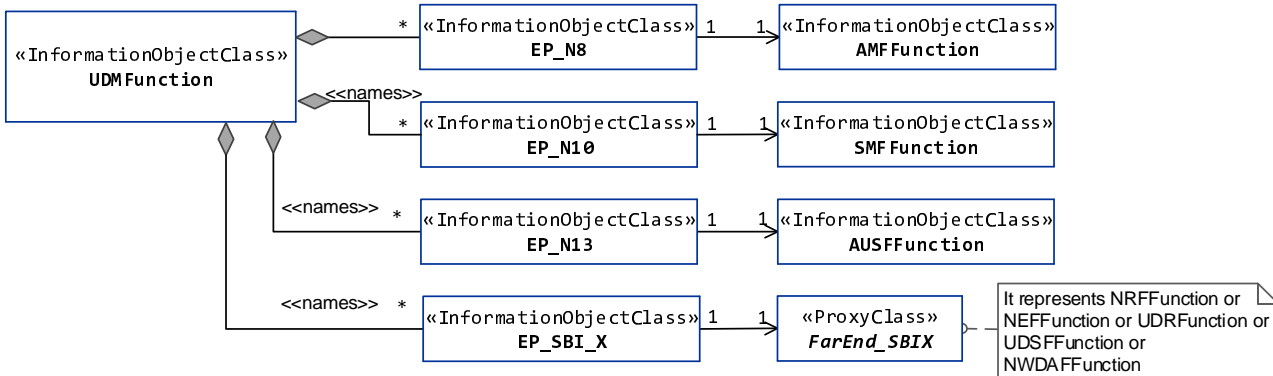 «InformationObjectClass»
UDMFunction
*
«InformationObjectClass»
EP_N8
1 1
«InformationObjectClass»
AMFFunction
<<names>>
*
«InformationObjectClass»
EP_N10
1 1
«InformationObjectClass»
SMFFunction
<<names>> *
«InformationObjectClass»
EP_N13
1 1
«InformationObjectClass»
AUSFFunction
<<names>> *
«InformationObjectClass»
EP_SBI_X
1 1
«ProxyClass»
FarEnd_SBIX
It represents NRFFunction or
NEFFunction or UDRFunction or
UDSFFunction or
NWDAFFunction